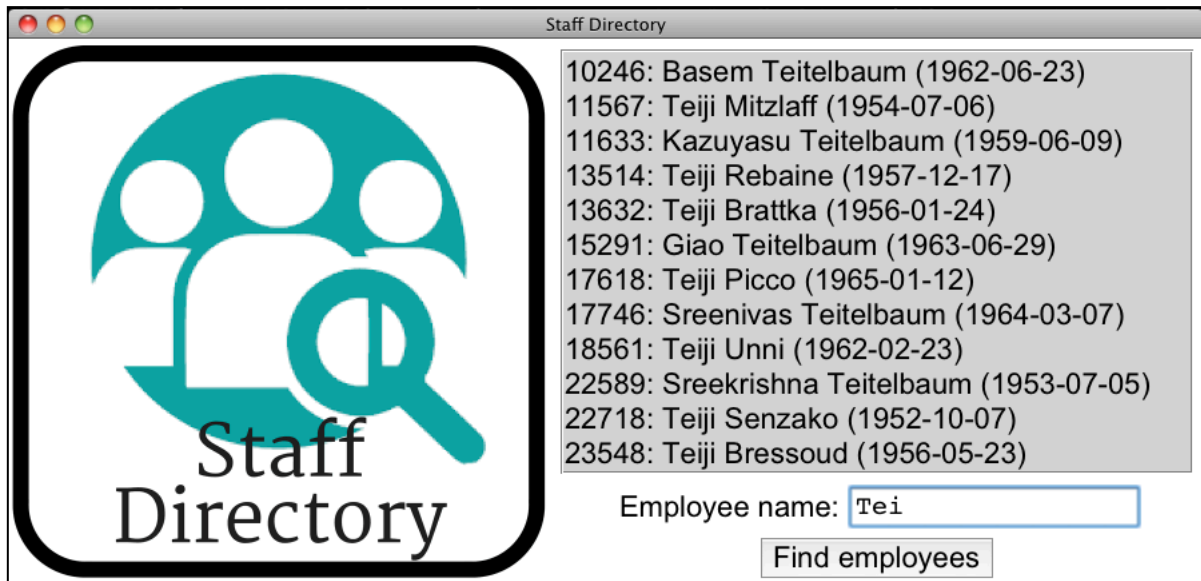 Staff Directory
Staff
Directory
10246: Basem Teitelbaum (1962-06-23)
11567: Teiji Mitzlaff (1954-07-06)
11633: Kazuyasu Teitelbaum (1959-06-09)
13514: Teiji Rebaine (1957-12-17)
13632: Teiji Brattka (1956-01-24)
15291: Giao Teitelbaum (1963-06-29)
17618: Teiji Picco (1965-01-12)
17746: Sreenivas Teitelbaum (1964-03-07)
18561: Teiji Unni (1962-02-23)
22589: Sreekrishna Teitelbaum (1953-07-05)
22718: Teiji Senzako (1952-10-07)
23548: Teiji Bressoud (1956-05-23)
Employee name: Tei
Find employees